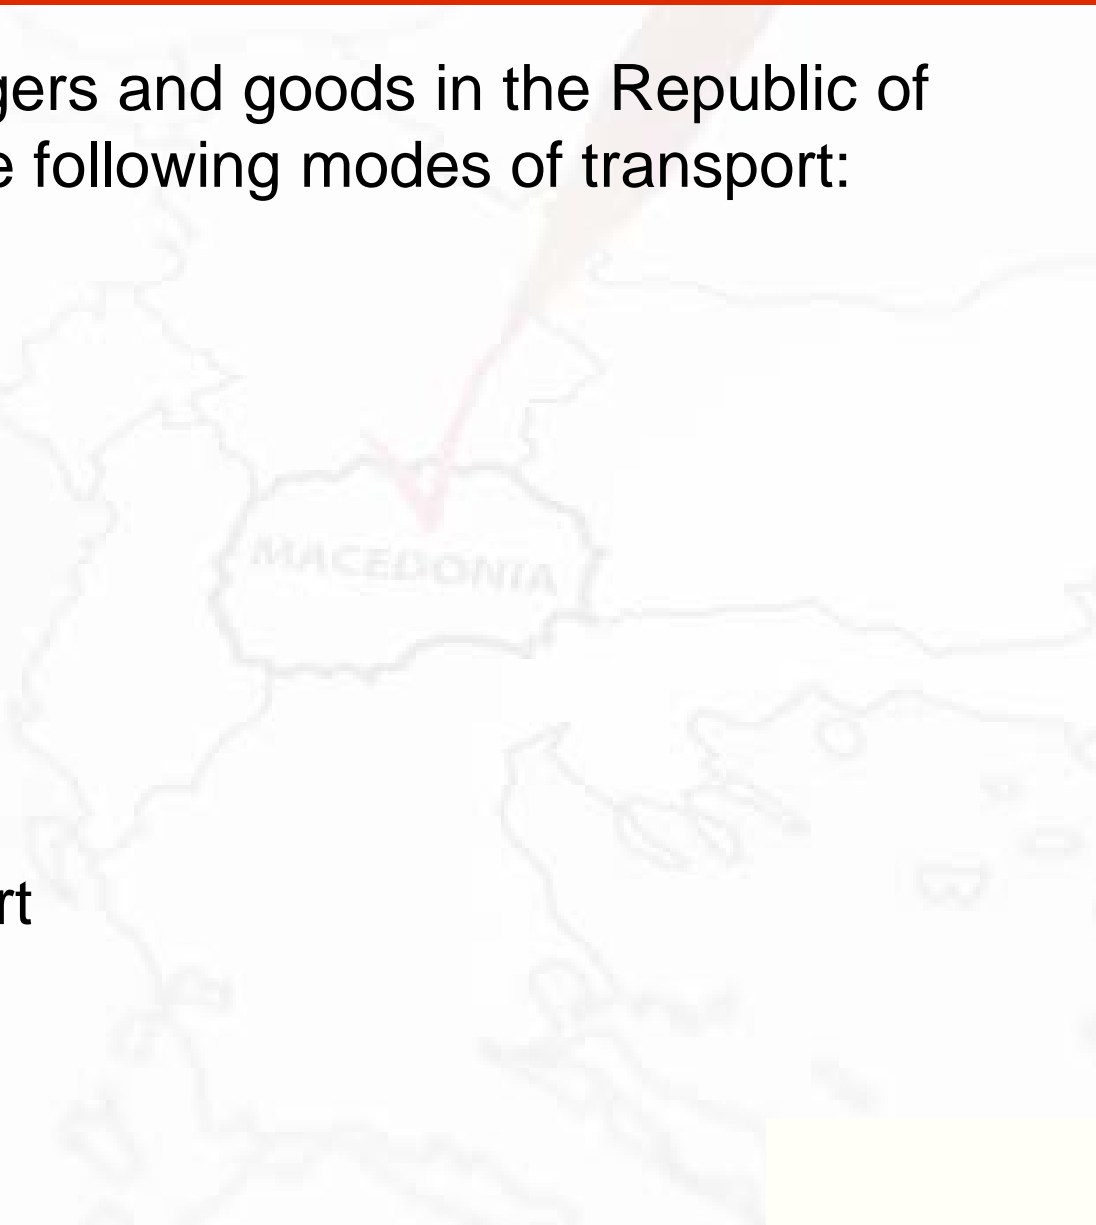 gers and goods in the Republic of
e following modes of transport:
MACEDONIA
rt